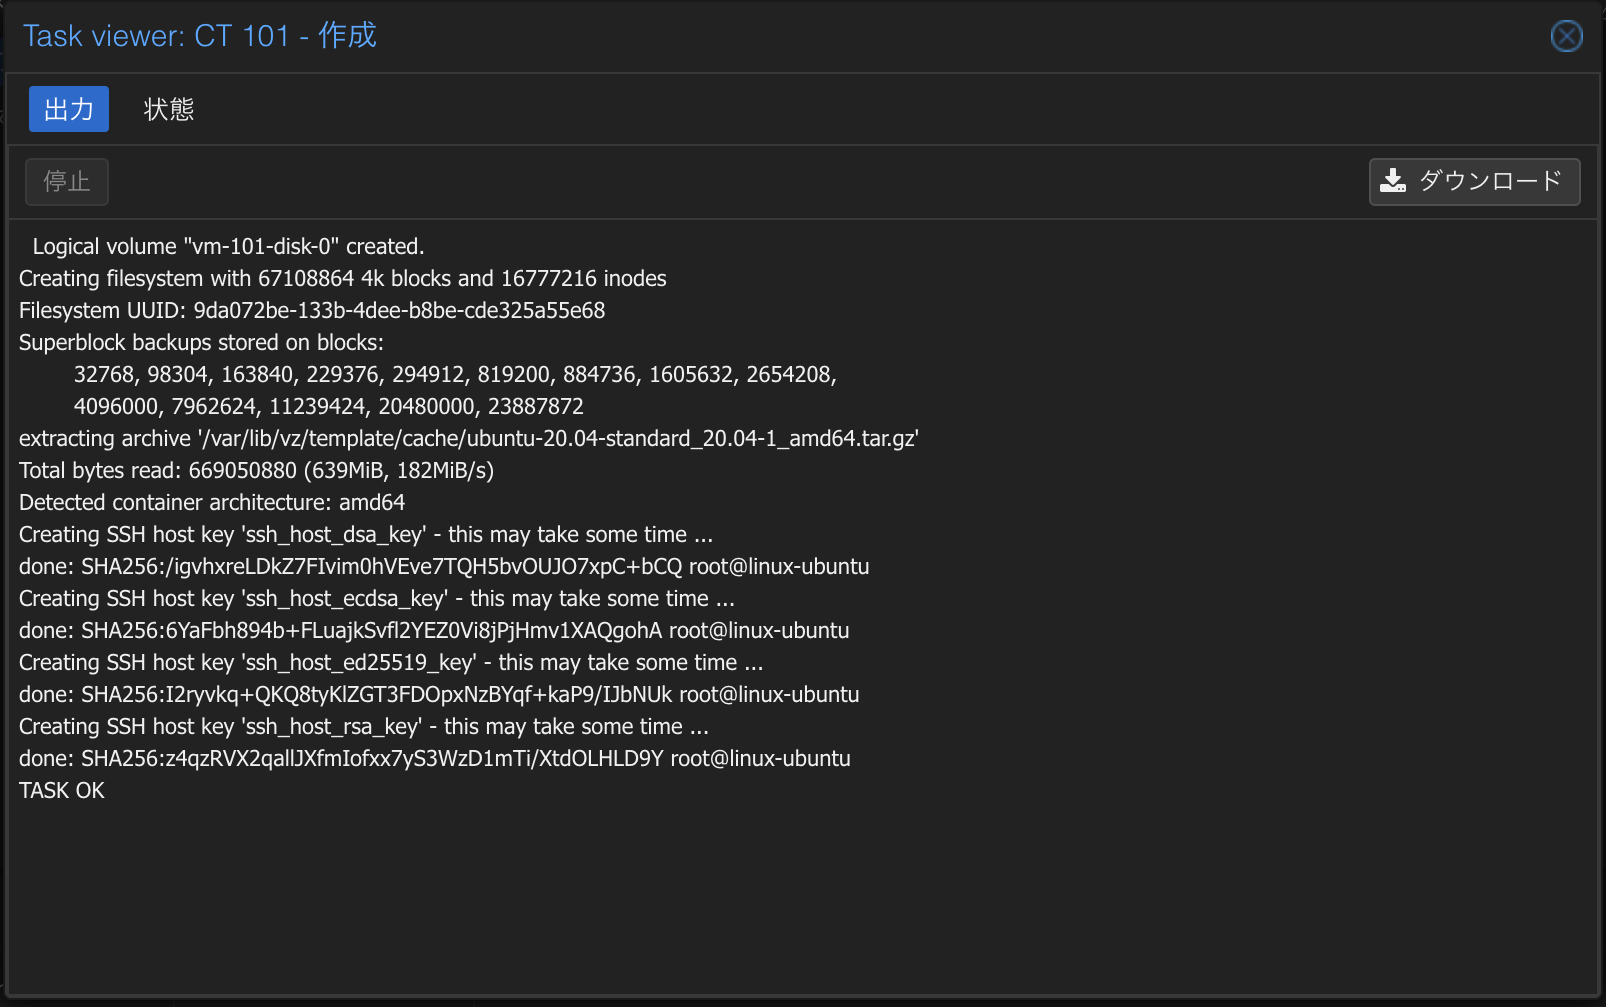 Task viewer: CT 101 - 作成
出力 状態
停止 ダウンロード
Logical volume "vm-101-disk-0" created.
Creating filesystem with 67108864 4k blocks and 16777216 inodes
Filesystem UUID: 9da072be-133b-4dee-b8be-cde325a55e68
Superblock backups stored on blocks:
32768, 98304, 163840, 229376, 294912, 819200, 884736, 1605632, 2654208,
4096000, 7962624, 11239424, 20480000, 23887872
extracting archive '/var/lib/vz/template/cache/ubuntu-20.04-standard_20.04-1_amd64.tar.gz'
Total bytes read: 669050880 (639MiB, 182MiB/s)
Detected container architecture: amd64
Creating SSH host key 'ssh_host_dsa_key' - this may take some time ...
done: SHA256:/igvhxreLDkZ7FIvim0hVEve7TQH5bvOUJO7xpC+bCQ root@linux-ubuntu
Creating SSH host key 'ssh_host_ecdsa_key' - this may take some time ...
done: SHA256:6YaFbh894b+FLuajkSvfl2YEZ0Vi8jPjHmv1XAQgohA root@linux-ubuntu
Creating SSH host key 'ssh_host_ed25519_key' - this may take some time ...
done: SHA256:I2ryvkq+QKQ8tyKlZGT3FDOpxNzBYqf+kaP9/IJbNUk root@linux-ubuntu
Creating SSH host key 'ssh_host_rsa_key' - this may take some time ...
done: SHA256:z4qzRVX2qallJXfmIofxx7yS3WzD1mTi/XtdOLHLD9Y root@linux-ubuntu
TASK OK